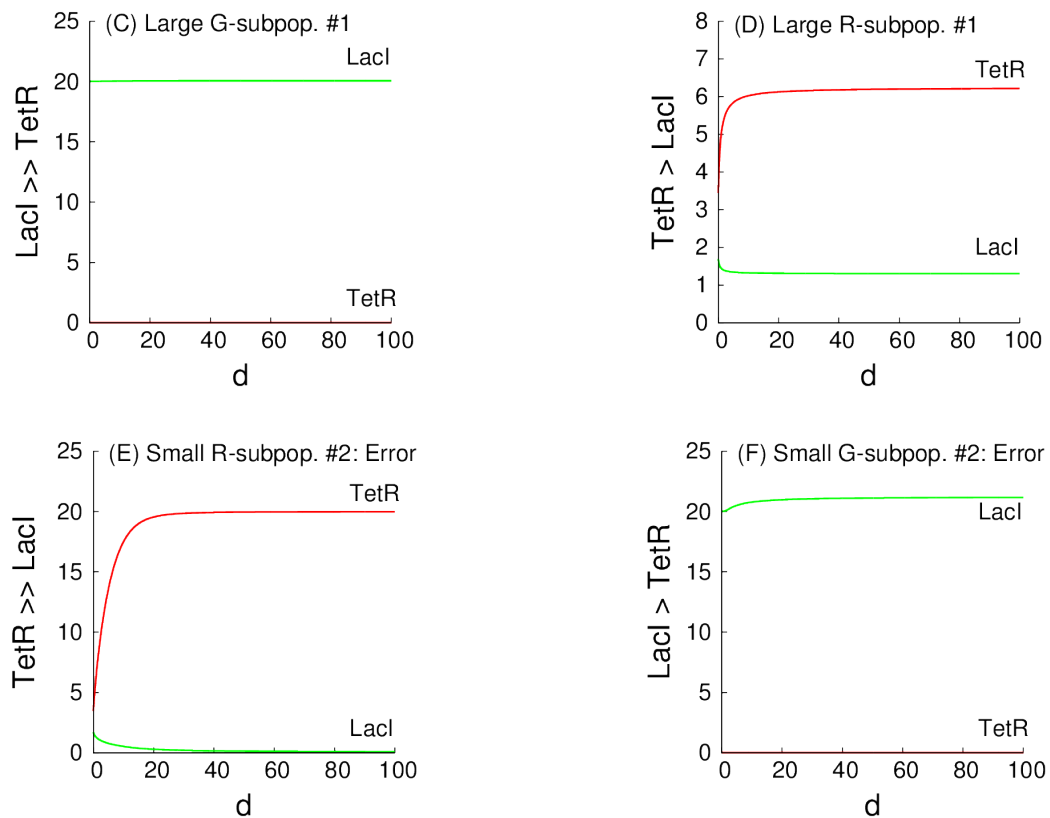 (C) Large G-subpop. #1
LacI >> TetR
25
20
15
10
5
0
LacI
TetR
0 20 40 60 80 100
d
(D) Large R-subpop. #1
TetR > LacI
8
7
6
5
4
3
2
1
0
TetR
LacI
0 20 40 60 80 100
d
(E) Small R-subpop. #2: Error
TetR >> LacI
25
20
15
10
5
0
TetR
LacI
0 20 40 60 80 100
d
(F) Small G-subpop. #2: Error
LacI > TetR
25
20
15
10
5
0
LacI
TetR
0 20 40 60 80 100
d